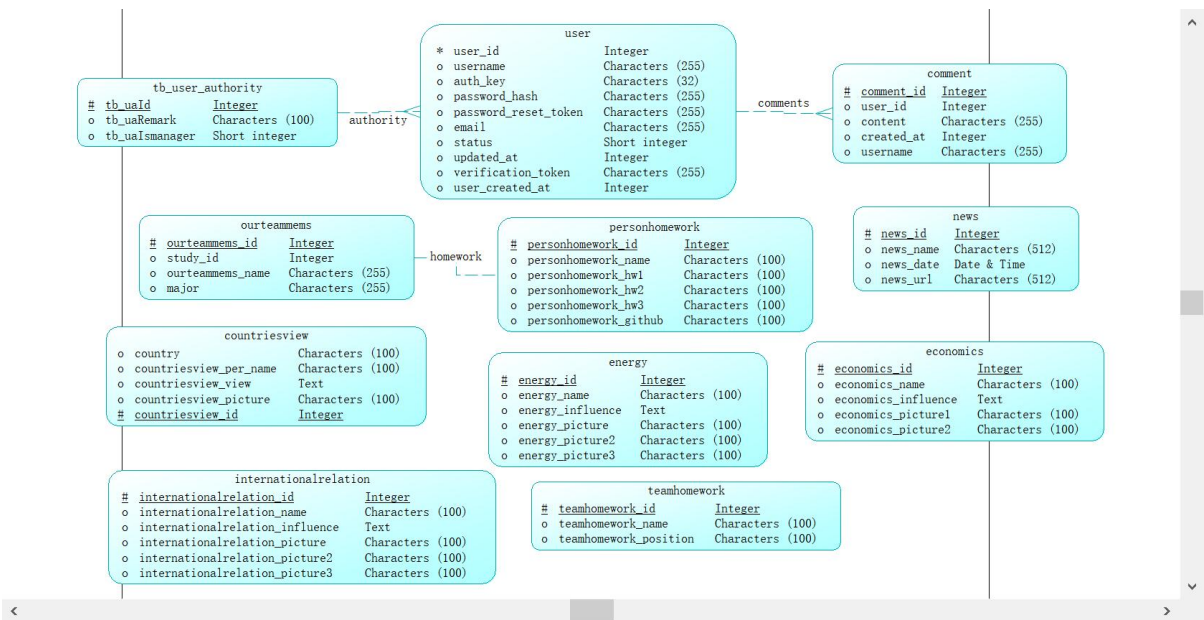 user
* user_id Integer
o username Characters (255)
o auth_key Characters (32)
o password_hash Characters (255)
o password_reset_token Characters (255)
o email Characters (255)
o status Short integer
o updated_at Integer
o verification_token Characters (255)
o user_created_at Integer
tb_user_authority
# tb_uaId Integer
o tb_uaRemark Characters (100)
o tb_uaIsmanager Short integer
authority
comments
comment
# comment_id Integer
o user_id Integer
o content Characters (255)
o created_at Integer
o username Characters (255)
ourteammems
# ourteammems_id Integer
o study_id Integer
o ourteammems_name Characters (255)
o major Characters (255)
homework
personhomework
# personhomework_id Integer
o personhomework_name Characters (100)
o personhomework_hw1 Characters (100)
o personhomework_hw2 Characters (100)
o personhomework_hw3 Characters (100)
o personhomework_github Characters (100)
news
# news_id Integer
o news_name Characters (512)
o news_date Date & Time
o news_url Characters (512)
countriesview
o country Characters (100)
o countriesview_per_name Characters (100)
o countriesview_view Text
o countriesview_picture Characters (100)
# countriesview_id Integer
energy
# energy_id Integer
o energy_name Characters (100)
o energy_influence Text
o energy_picture Characters (100)
o energy_picture2 Characters (100)
o energy_picture3 Characters (100)
economics
# economics_id Integer
o economics_name Characters (100)
o economics_influence Text
o economics_picture1 Characters (100)
o economics_picture2 Characters (100)
internationalrelation
# internationalrelation_id Integer
o internationalrelation_name Characters (100)
o internationalrelation_influence Text
o internationalrelation_picture Characters (100)
o internationalrelation_picture2 Characters (100)
o internationalrelation_picture3 Characters (100)
teamhomework
# teamhomework_id Integer
o teamhomework_name Characters (100)
o teamhomework_position Characters (100)